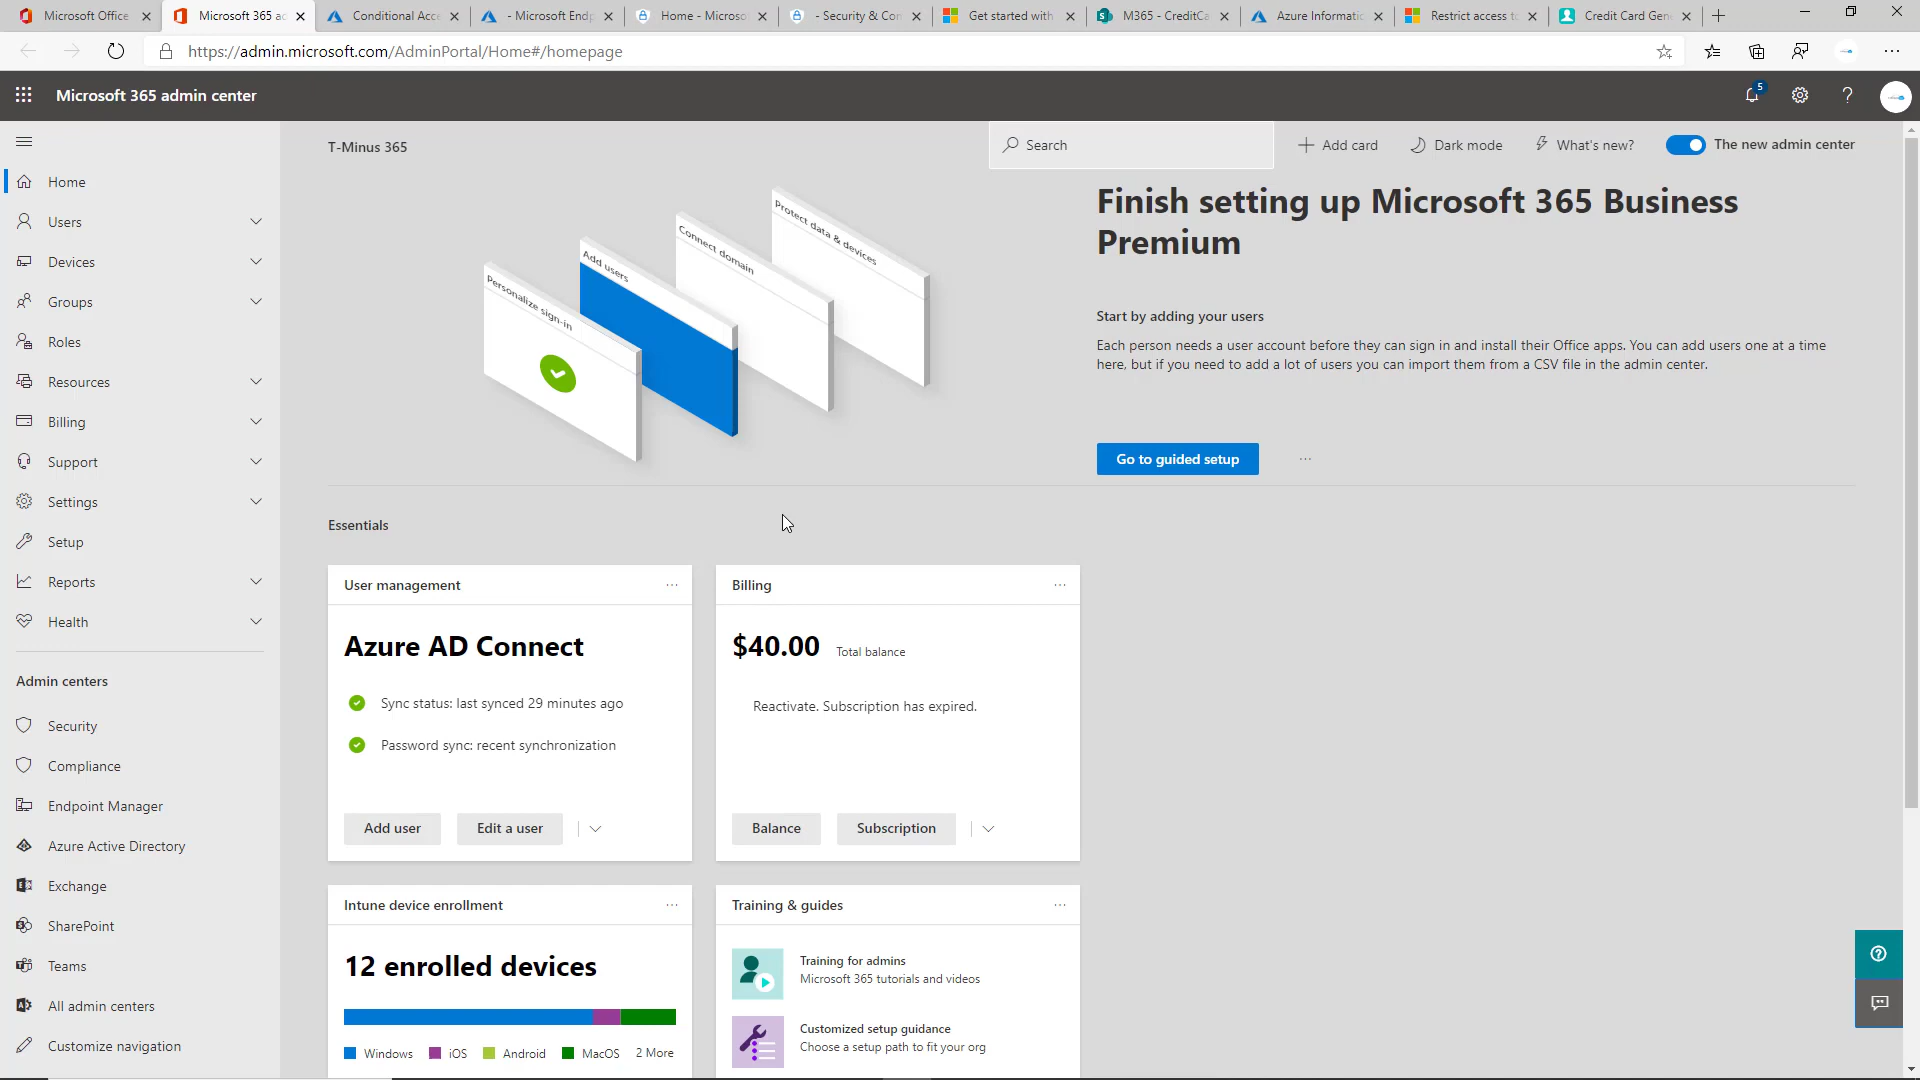 Microsoft Office
Microsoft 365 ad
Conditional Acce
- Microsoft Endp
Home - Microso
- Security & Con
Get started with
M365 - CreditCa
Azure Informatio
Restrict access to
Credit Card Gen
https://admin.microsoft.com/AdminPortal/Home#/homepage
Microsoft 365 admin center
5
?
T-Minus 365
Search
Add card
Dark mode
What's new?
The new admin center
Home
Users
Devices
Groups
Roles
Resources
Billing
Support
Settings
Setup
Reports
Health
Admin centers
Security
Compliance
Endpoint Manager
Azure Active Directory
Exchange
SharePoint
Teams
All admin centers
Customize navigation
Personalize sign-in
Add users
Connect domain
Protect data & devices
Finish setting up Microsoft 365 Business
Premium
Start by adding your users
Each person needs a user account before they can sign in and install their Office apps. You can add users one at a time
here, but if you need to add a lot of users you can import them from a CSV file in the admin center.
Go to guided setup
Essentials
User management
Azure AD Connect
Sync status: last synced 29 minutes ago
Password sync: recent synchronization
Add user
Edit a user
Billing
$40.00 Total balance
Reactivate. Subscription has expired.
Balance
Subscription
Intune device enrollment
12 enrolled devices
Windows iOS Android MacOS 2 More
Training & guides
Training for admins
Microsoft 365 tutorials and videos
Customized setup guidance
Choose a setup path to fit your org